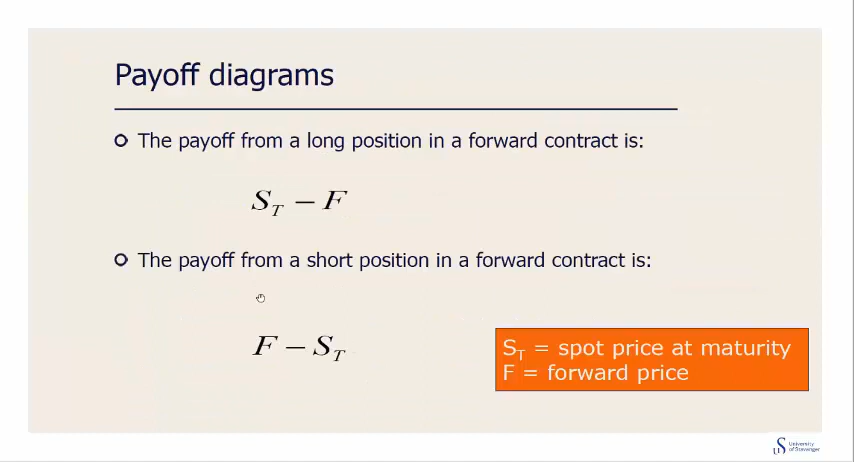 Payoff diagrams
The payoff from a long position in a forward contract is:
S_T − F
The payoff from a short position in a forward contract is:
F − S_T
S_T = spot price at maturity
F = forward price
University
of Stavanger